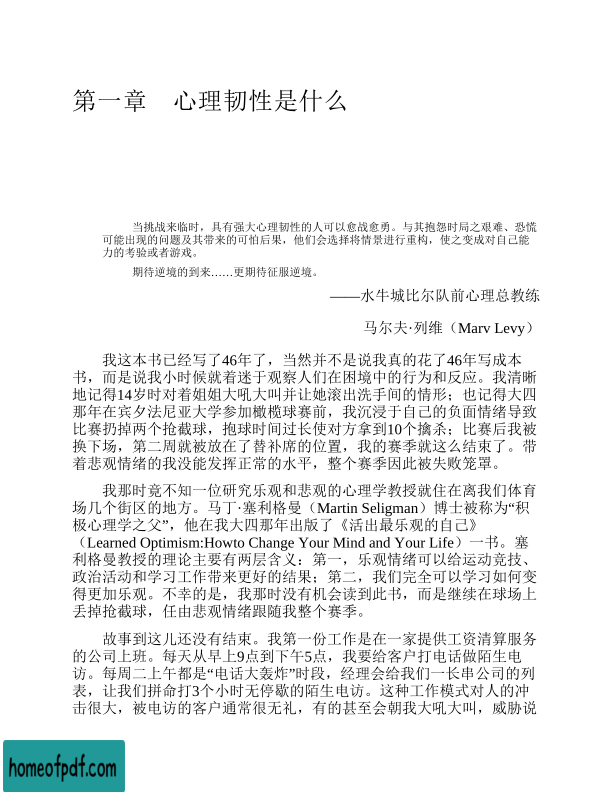 第一章　心理韧性是什么
当挑战来临时，具有强大心理韧性的人可以愈战愈勇。与其抱怨时局之艰难、恐慌
可能出现的问题及其带来的可怕后果，他们会选择将情景进行重构，使之变成对自己能
力的考验或者游戏。
期待逆境的到来……更期待征服逆境。
——水牛城比尔队前心理总教练
马尔夫·列维（Marv Levy）
我这本书已经写了46年了，当然并不是说我真的花了46年写成本
书，而是说我小时候就着迷于观察人们在困境中的行为和反应。我清晰
地记得14岁时对着姐姐大吼大叫并让她滚出洗手间的情形；也记得大四
那年在宾夕法尼亚大学参加橄榄球赛前，我沉浸于自己的负面情绪导致
比赛扔掉两个抢截球，抱球时间过长使对方拿到10个擒杀；比赛后我被
换下场，第二周就被放在了替补席的位置，我的赛季就这么结束了。带
着悲观情绪的我没能发挥正常的水平，整个赛季因此被失败笼罩。
我那时竟不知一位研究乐观和悲观的心理学教授就住在离我们体育
场几个街区的地方。马丁·塞利格曼（Martin Seligman）博士被称为“积
极心理学之父”，他在我大四那年出版了《活出最乐观的自己》
（Learned Optimism:Howto Change Your Mind and Your Life）一书。塞
利格曼教授的理论主要有两层含义：第一，乐观情绪可以给运动竞技、
政治活动和学习工作带来更好的结果；第二，我们完全可以学习如何变
得更加乐观。不幸的是，我那时没有机会读到此书，而是继续在球场上
丢掉抢截球，任由悲观情绪跟随我整个赛季。
故事到这儿还没有结束。我第一份工作是在一家提供工资清算服务
的公司上班。每天从早上9点到下午5点，我要给客户打电话做陌生电
访。每周二上午都是“电话大轰炸”时段，经理会给我们一长串公司的列
表，让我们拼命打3个小时无停歇的陌生电访。这种工作模式对人的冲
击很大，被电访的客户通常很无礼，有的甚至会朝我大吼大叫，威胁说
homeofpdf.com